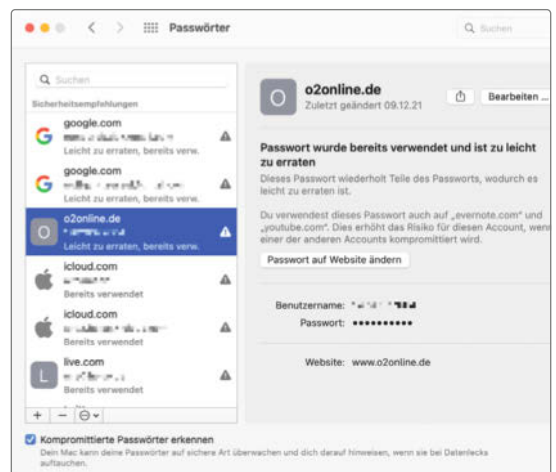 Passwörter
Suchen
Suchen
Sicherheitsempfehlungen
google.com
Leicht zu erraten, bereits verw.
google.com
Leicht zu erraten, bereits verw.
O
o2online.de
Leicht zu erraten, bereits verw.
icloud.com
Bereits verwendet
icloud.com
Bereits verwendet
L
live.com
Bereits verwendet
O
o2online.de
Zuletzt geändert 09.12.21
Bearbeiten ...
Passwort wurde bereits verwendet und ist zu leicht
zu erraten
Dieses Passwort wiederholt Teile des Passworts, wodurch es
leicht zu erraten ist.
Du verwendest dieses Passwort auch auf „evernote.com“ und
„youtube.com“. Dies erhöht das Risiko für diesen Account, wenn
einer der anderen Accounts kompromittiert wird.
Passwort auf Website ändern
Benutzername:
Passwort: ••••••••••
Website: www.o2online.de
Kompromittierte Passwörter erkennen
Dein Mac kann deine Passwörter auf sichere Art überwachen und dich darauf hinweisen, wenn sie bei Datenlecks
auftauchen.